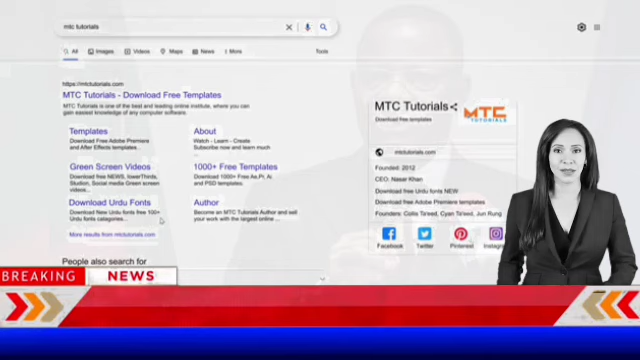 mtc tutorials
All
Images
Videos
Maps
News
More
Tools
https://mtctutorials.com
MTC Tutorials - Download Free Templates
MTC Tutorials is one of the best and leading online institute, where you can
gain easiest knowledge of any computer software.
Templates
Download Free Adobe Premiere
and After Effects templates...
About
Watch - Learn - Create
Subscribe now and learn much
...
Green Screen Videos
Download free NEWS, lowerThirds,
Studion, Social media Green screen
videos...
1000+ Free Templates
Download 1000+ Free Ae,Pr, Ai
and PSD templates.
Download Urdu Fonts
Download New Urdu fonts free 100+
Urdu fonts categories...
Author
Become an MTC Tutorials Author and sell
your work with the largest online ...
More results from mtctutorials.com
People also search for
MTC Tutorials
Download free templates
MTC
TUTORIALS
mtctutorials.com
Founded: 2012
CEO: Nasar Khan
Download free Urdu fonts NEW
Download free Adobe Premiere templates
Founders: Collis Ta'eed, Cyan Ta'eed, Jun Rung
Facebook
Twitter
Pinterest
Instagr
BREAKING NEWS